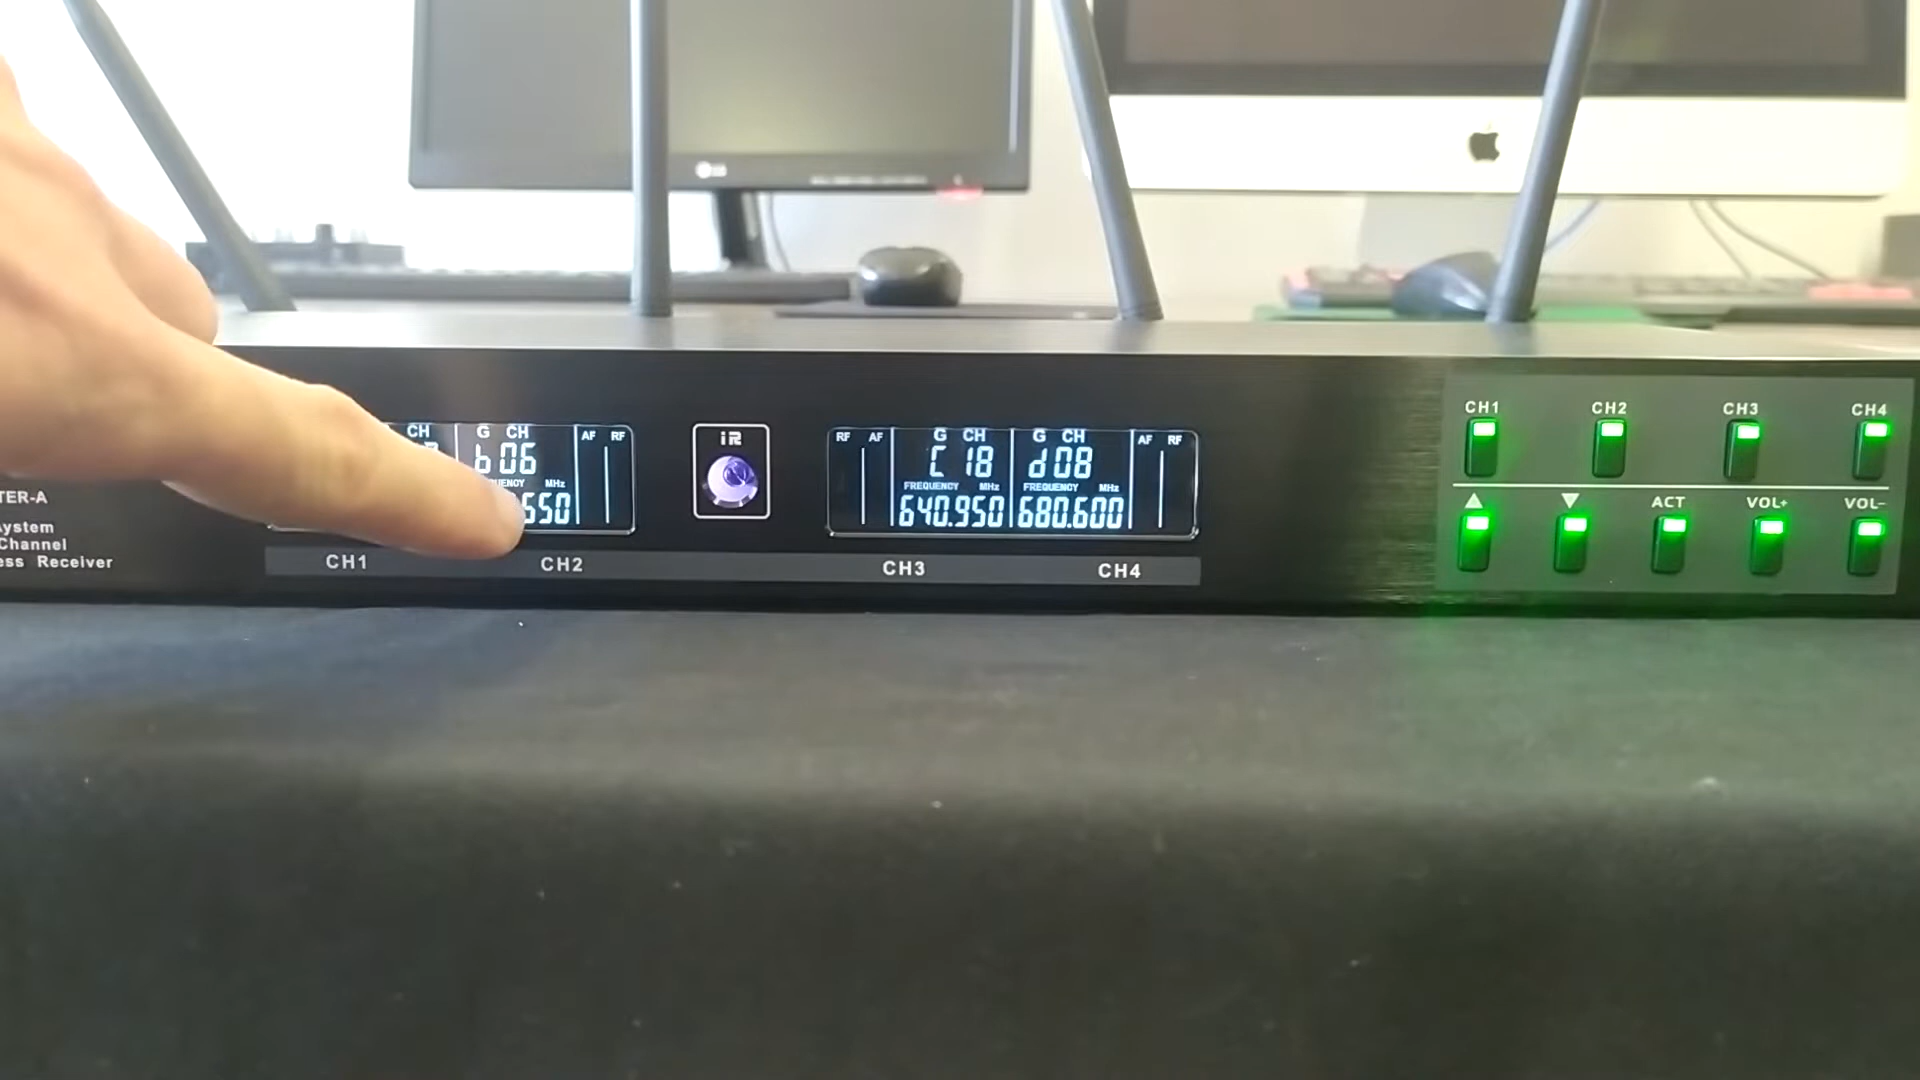 LG
TER-A
ystem
Channel
ess Receiver
CH
G CH
b 06
UENCY MHz
550
AF RF
iR
RF AF
G CH
C 18
FREQUENCY MHz
640.950
G CH
d 08
FREQUENCY MHz
680.600
AF RF
CH1
CH2
CH3
CH4
CH1 CH2 CH3 CH4
▲ ▼ ACT VOL+ VOL-